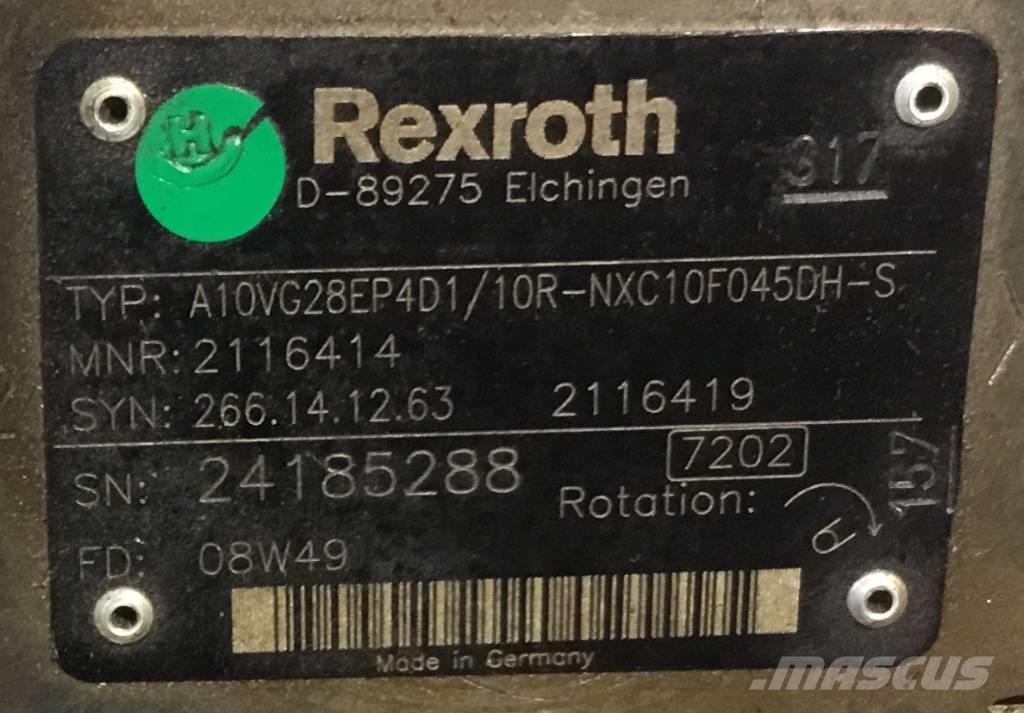 H
Rexroth
D-89275 Elchingen
317
TYP: A10VG28EP4D1/10R-NXC10F045DH-S
MNR: 2116414
SYN: 266.14.12.63 2116419
SN: 24185288 7202
Rotation:
157
FD: 08W49
Made in Germany
MASCUS